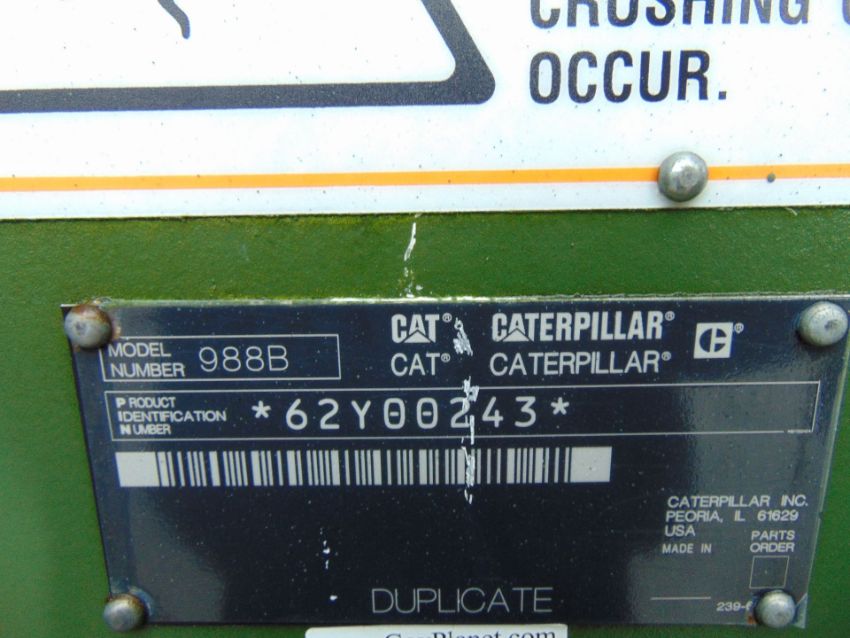 CRUSHING
OCCUR.
CAT® CATERPILLAR®
CAT® CATERPILLAR®
MODEL
NUMBER 988B
PRODUCT
IDENTIFICATION
NUMBER
*62Y00243*
CATERPILLAR INC.
PEORIA, IL 61629
USA
MADE IN
PARTS
ORDER
DUPLICATE
239-